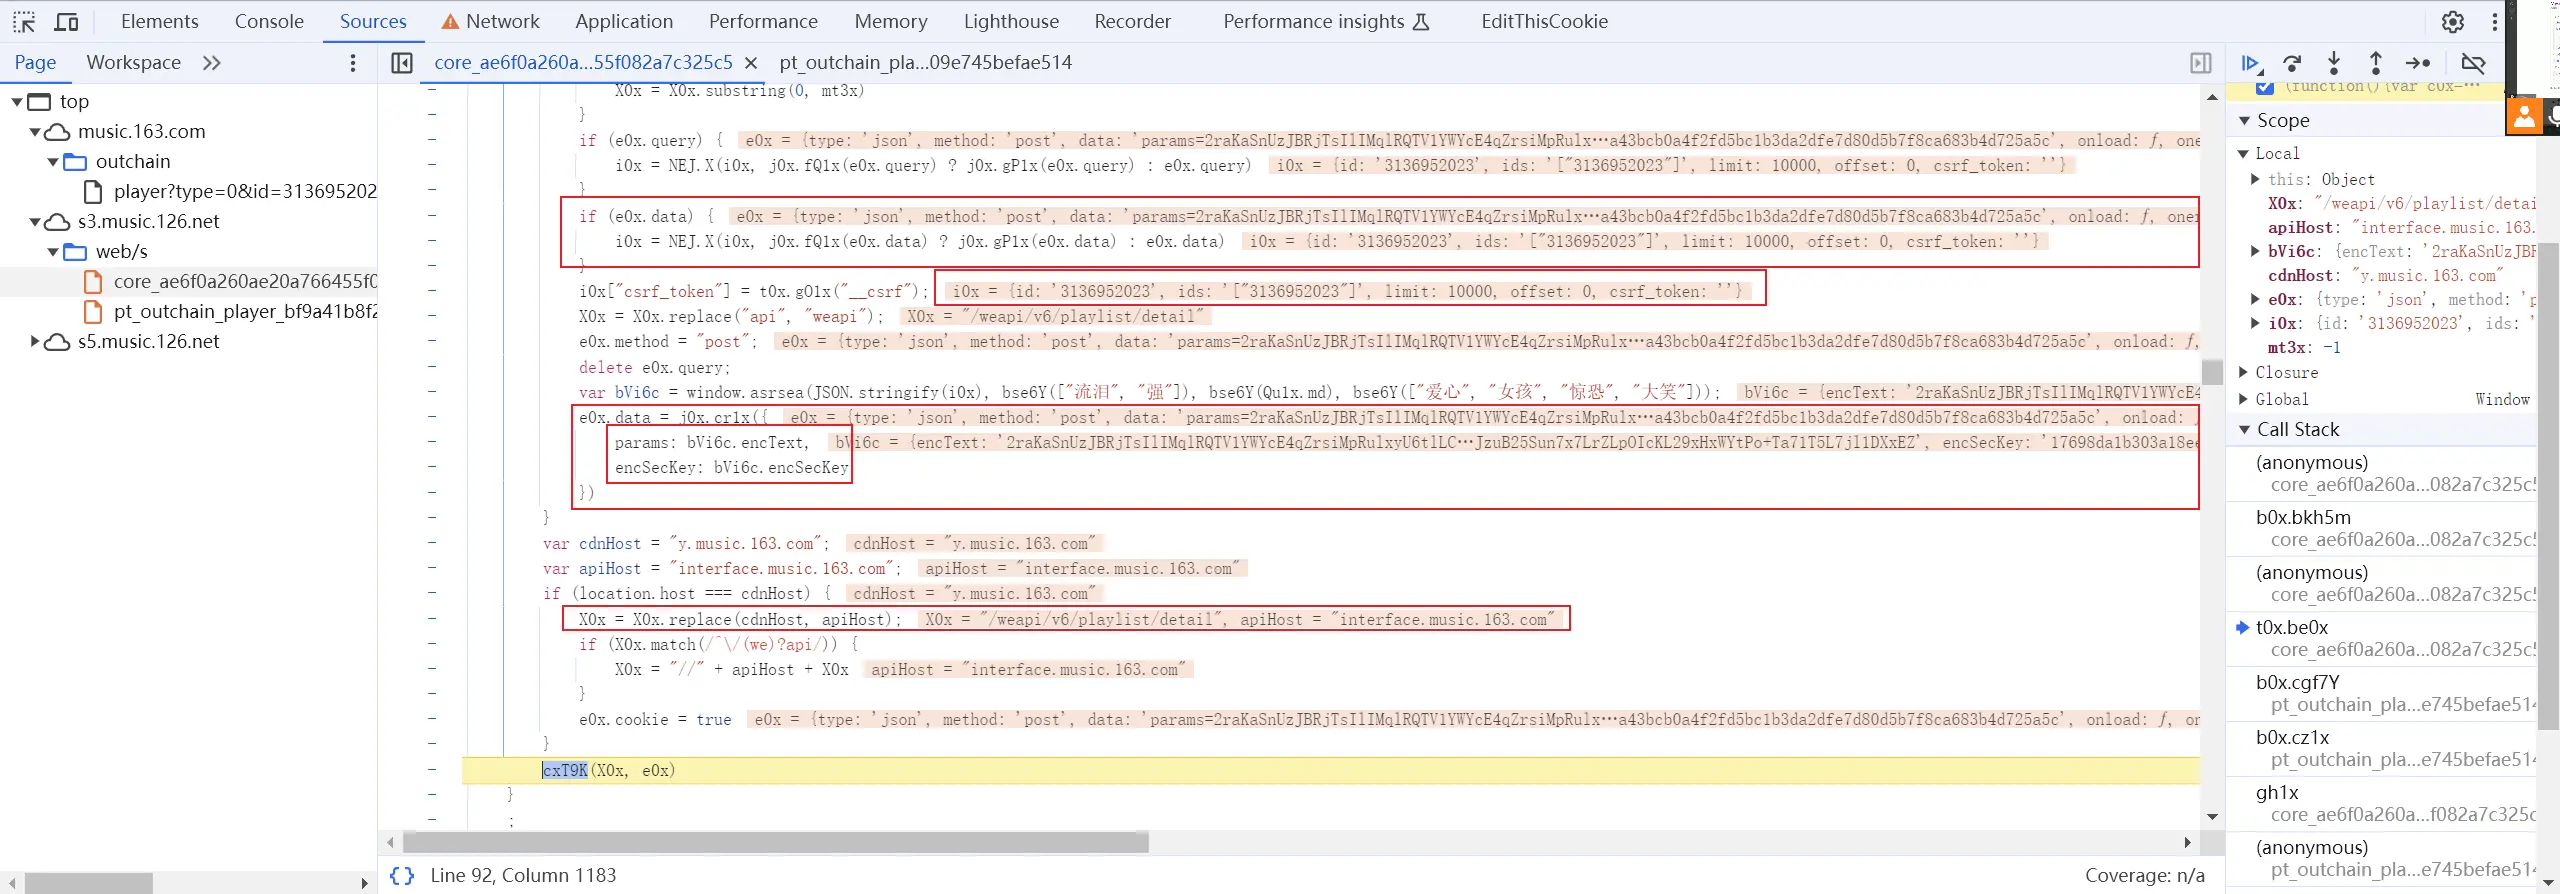 Elements Console Sources Network Application Performance Memory Lighthouse Recorder Performance insights EditThisCookie
Page Workspace
core_ae6f0a260a...55f082a7c325c5 pt_outchain_pla...09e745befae514
top
music.163.com
outchain
player?type=0&id=313695202
s3.music.126.net
web/s
core_ae6f0a260ae20a766455f0
pt_outchain_player_bf9a41b8f2
s5.music.126.net
X0x = X0x.substring(0, mt3x)
}
if (e0x.query) { e0x = {type: 'json', method: 'post', data: 'params=2raKaSnUzJBRjTsIlIMqlRQTV1YWYcE4qZrsiMpRulx…a43bcb0a4f2fd5bc1b3da2dfe7d80d5b7f8ca683b4d725a5c', onload: ƒ, one
i0x = NEJ.X(i0x, j0x.fQ1x(e0x.query) ? j0x.gP1x(e0x.query) : e0x.query) i0x = {id: '3136952023', ids: '["3136952023"]', limit: 10000, offset: 0, csrf_token: ''}
}
if (e0x.data) { e0x = {type: 'json', method: 'post', data: 'params=2raKaSnUzJBRjTsIlIMqlRQTV1YWYcE4qZrsiMpRulx…a43bcb0a4f2fd5bc1b3da2dfe7d80d5b7f8ca683b4d725a5c', onload: ƒ, oner
i0x = NEJ.X(i0x, j0x.fQ1x(e0x.data) ? j0x.gP1x(e0x.data) : e0x.data) i0x = {id: '3136952023', ids: '["3136952023"]', limit: 10000, offset: 0, csrf_token: ''}
}
i0x["csrf_token"] = t0x.gO1x("__csrf"); i0x = {id: '3136952023', ids: '["3136952023"]', limit: 10000, offset: 0, csrf_token: ''}
X0x = X0x.replace("api", "weapi"); X0x = "/weapi/v6/playlist/detail"
e0x.method = "post"; e0x = {type: 'json', method: 'post', data: 'params=2raKaSnUzJBRjTsIlIMqlRQTV1YWYcE4qZrsiMpRulx…a43bcb0a4f2fd5bc1b3da2dfe7d80d5b7f8ca683b4d725a5c', onload: ƒ,
delete e0x.query;
var bVi6c = window.asrsea(JSON.stringify(i0x), bse6Y(["流泪", "强"]), bse6Y(Qu1x.md), bse6Y(["爱心", "女孩", "惊恐", "大笑"])); bVi6c = {encText: '2raKaSnUzJBRjTsIlIMqlRQTV1YWYcE4
e0x.data = j0x.cr1x({ e0x = {type: 'json', method: 'post', data: 'params=2raKaSnUzJBRjTsIlIMqlRQTV1YWYcE4qZrsiMpRulx…a43bcb0a4f2fd5bc1b3da2dfe7d80d5b7f8ca683b4d725a5c', onload:
params: bVi6c.encText, bVi6c = {encText: '2raKaSnUzJBRjTsIlIMqlRQTV1YWYcE4qZrsiMpRulxyU6tlLC…JzuB25Sun7x7LrZLpOIcKL29xHxWYtPo+Ta71T5L7jl1DXxEZ', encSecKey: '17698da1b303a18ee
encSecKey: bVi6c.encSecKey
})
}
var cdnHost = "y.music.163.com"; cdnHost = "y.music.163.com"
var apiHost = "interface.music.163.com"; apiHost = "interface.music.163.com"
if (location.host === cdnHost) { cdnHost = "y.music.163.com"
X0x = X0x.replace(cdnHost, apiHost); X0x = "/weapi/v6/playlist/detail", apiHost = "interface.music.163.com"
if (X0x.match(/^\/(we)?api/)) {
X0x = "//" + apiHost + X0x apiHost = "interface.music.163.com"
}
e0x.cookie = true e0x = {type: 'json', method: 'post', data: 'params=2raKaSnUzJBRjTsIlIMqlRQTV1YWYcE4qZrsiMpRulx…a43bcb0a4f2fd5bc1b3da2dfe7d80d5b7f8ca683b4d725a5c', onload: ƒ, on
}
cxT9K(X0x, e0x)
}
;
{} Line 92, Column 1183 Coverage: n/a
(function(){var c0x=…
Scope
Local
this: Object
X0x: "/weapi/v6/playlist/detai
apiHost: "interface.music.163.
bVi6c: {encText: '2raKaSnUzJBR
cdnHost: "y.music.163.com"
e0x: {type: 'json', method: 'p
i0x: {id: '3136952023', ids: '
mt3x: -1
Closure
Global Window
Call Stack
(anonymous)
core_ae6f0a260a...082a7c325c5
b0x.bkh5m
core_ae6f0a260a...082a7c325c5
(anonymous)
core_ae6f0a260a...082a7c325c5
t0x.be0x
core_ae6f0a260a...082a7c325c5
b0x.cgf7Y
pt_outchain_pla...e745befae514
b0x.cz1x
pt_outchain_pla...e745befae514
gh1x
core_ae6f0a260a...f082a7c325c
(anonymous)
pt_outchain_pla...e745befae514